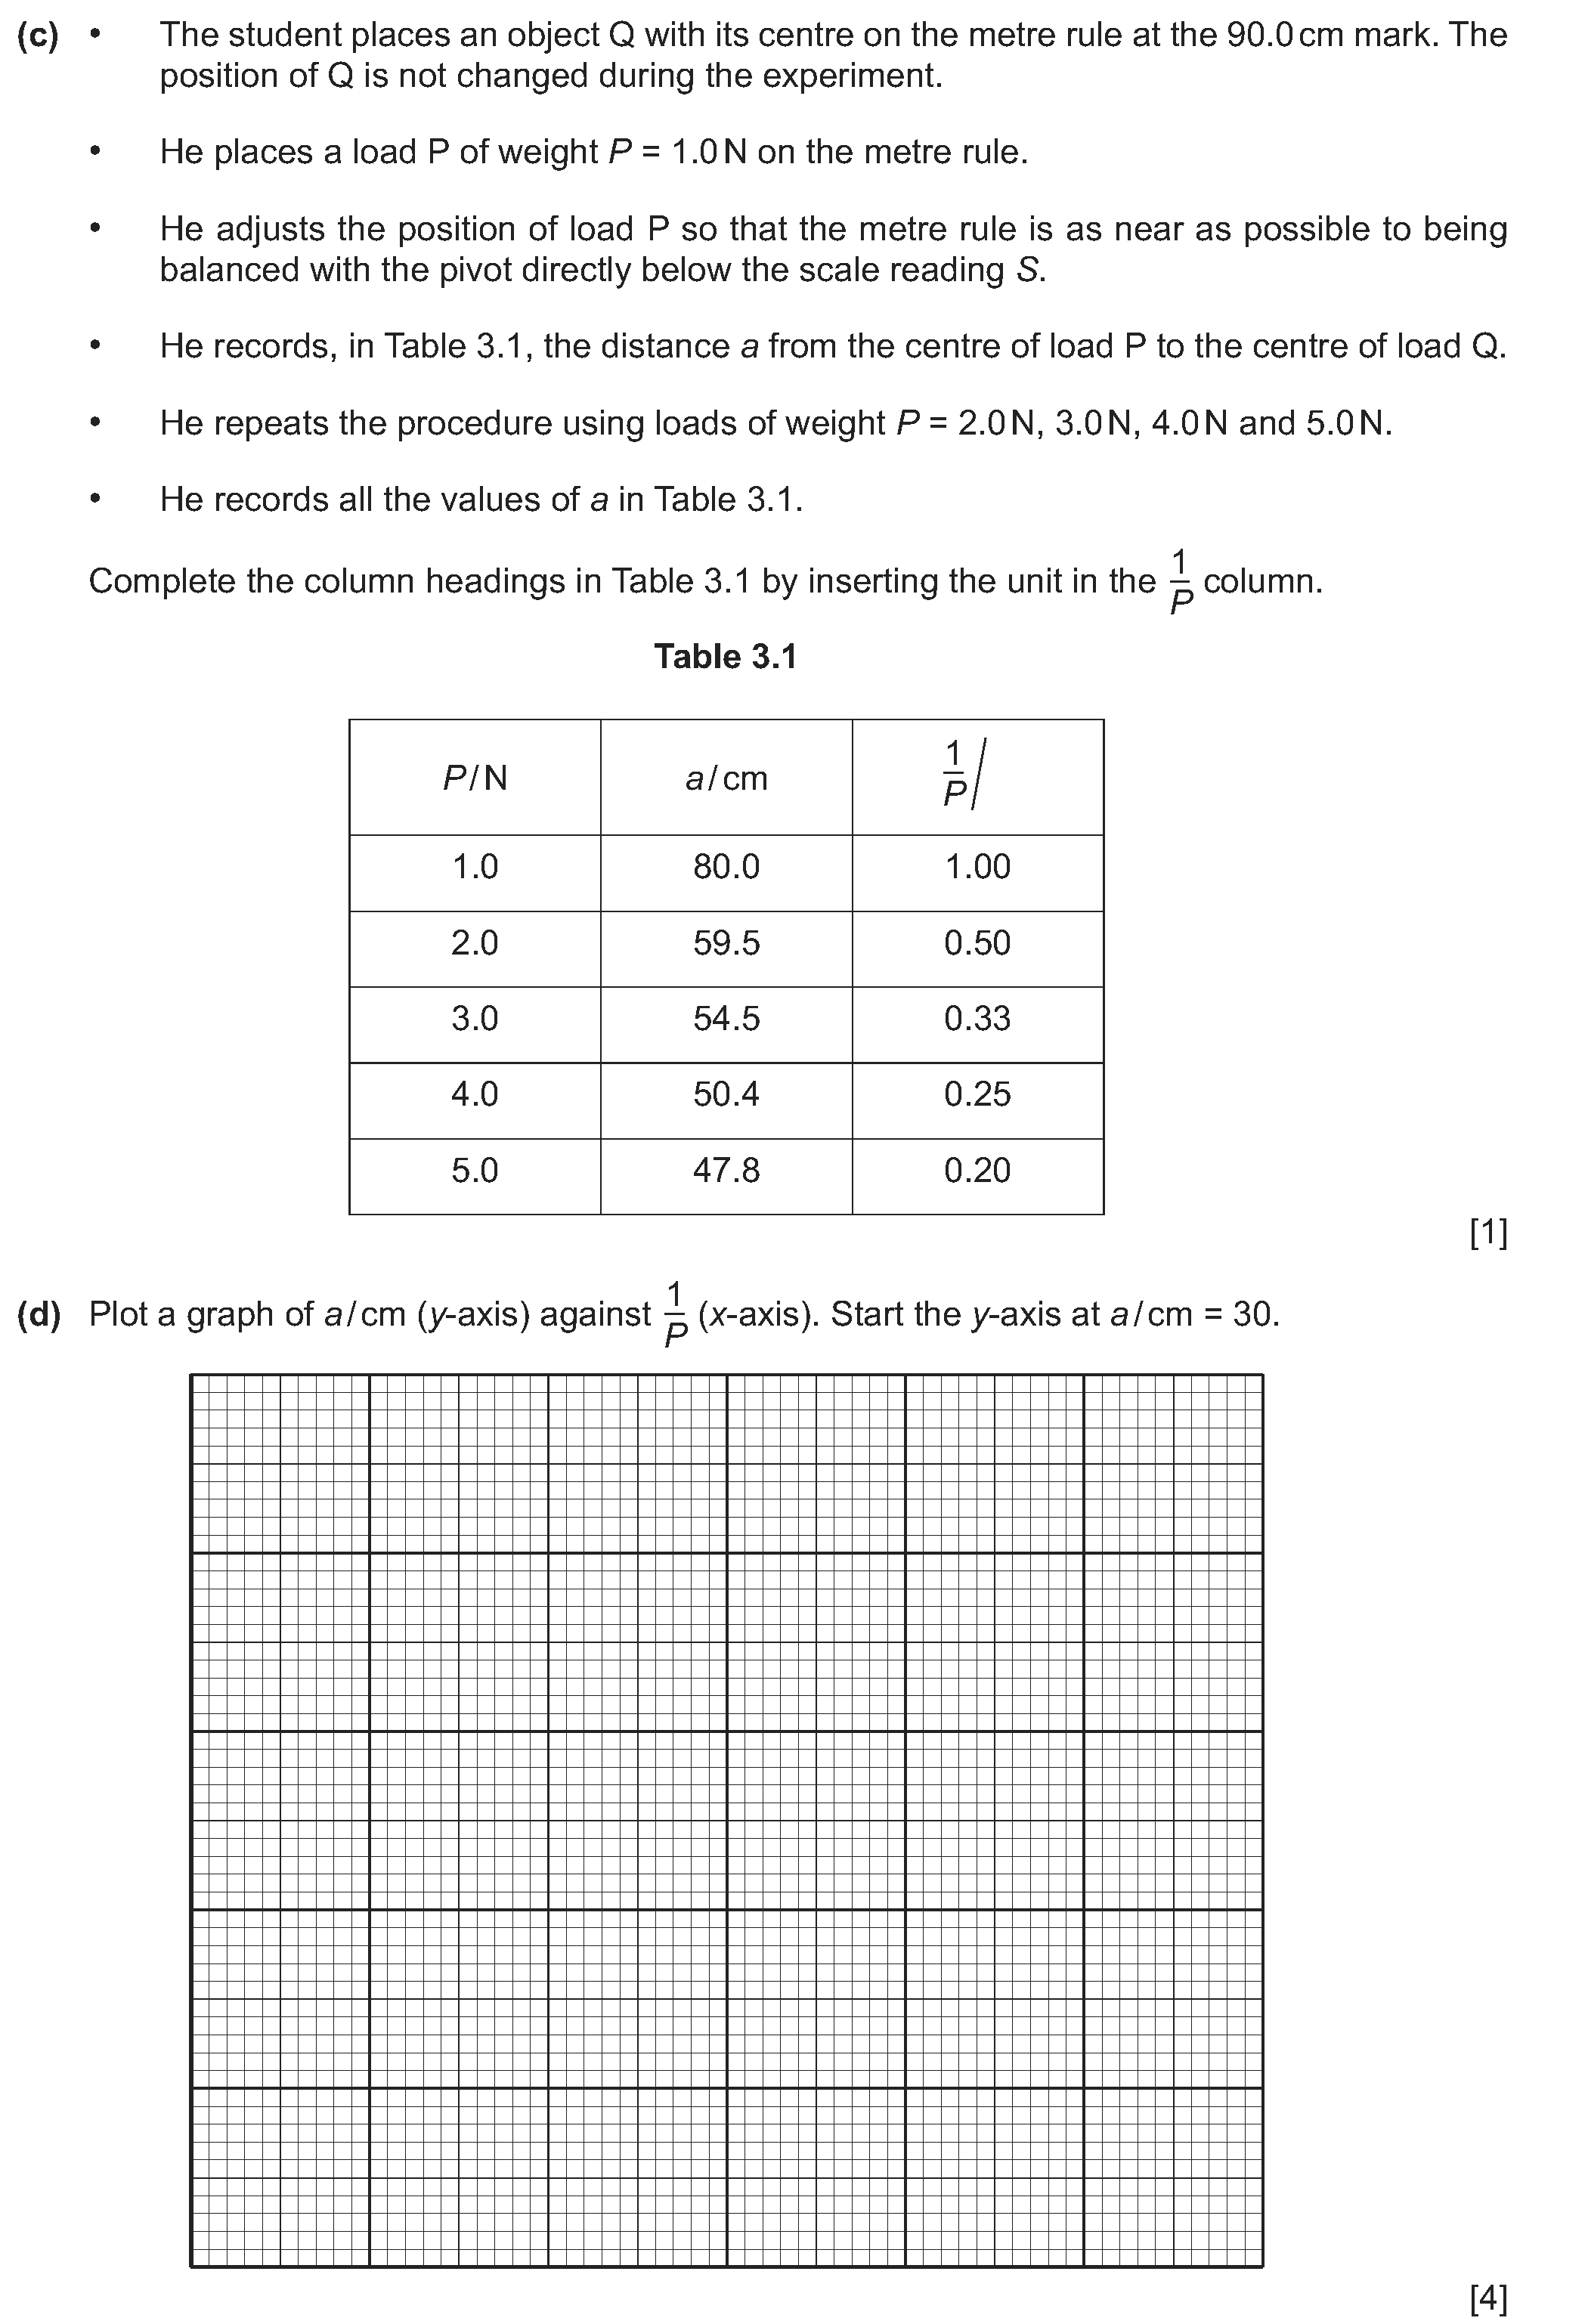 (c) • The student places an object Q with its centre on the metre rule at the 90.0 cm mark. The
position of Q is not changed during the experiment.
• He places a load P of weight P = 1.0 N on the metre rule.
• He adjusts the position of load P so that the metre rule is as near as possible to being
balanced with the pivot directly below the scale reading S.
• He records, in Table 3.1, the distance a from the centre of load P to the centre of load Q.
• He repeats the procedure using loads of weight P = 2.0 N, 3.0 N, 4.0 N and 5.0 N.
• He records all the values of a in Table 3.1.
Complete the column headings in Table 3.1 by inserting the unit in the 1/P column.
Table 3.1
P/N a/cm 1/P /
1.0 80.0 1.00
2.0 59.5 0.50
3.0 54.5 0.33
4.0 50.4 0.25
5.0 47.8 0.20
[1]
(d) Plot a graph of a/cm (y-axis) against 1/P (x-axis). Start the y-axis at a/cm = 30.
[4]